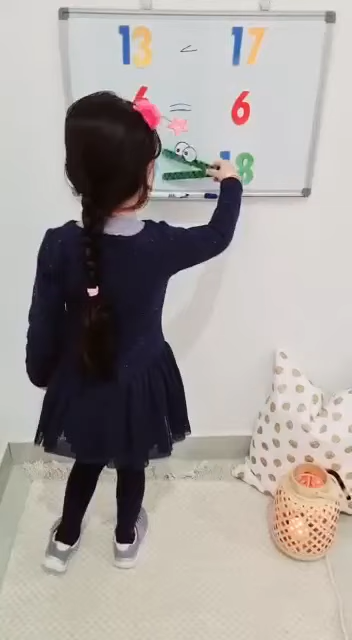 13 < 17
6 = 6
18